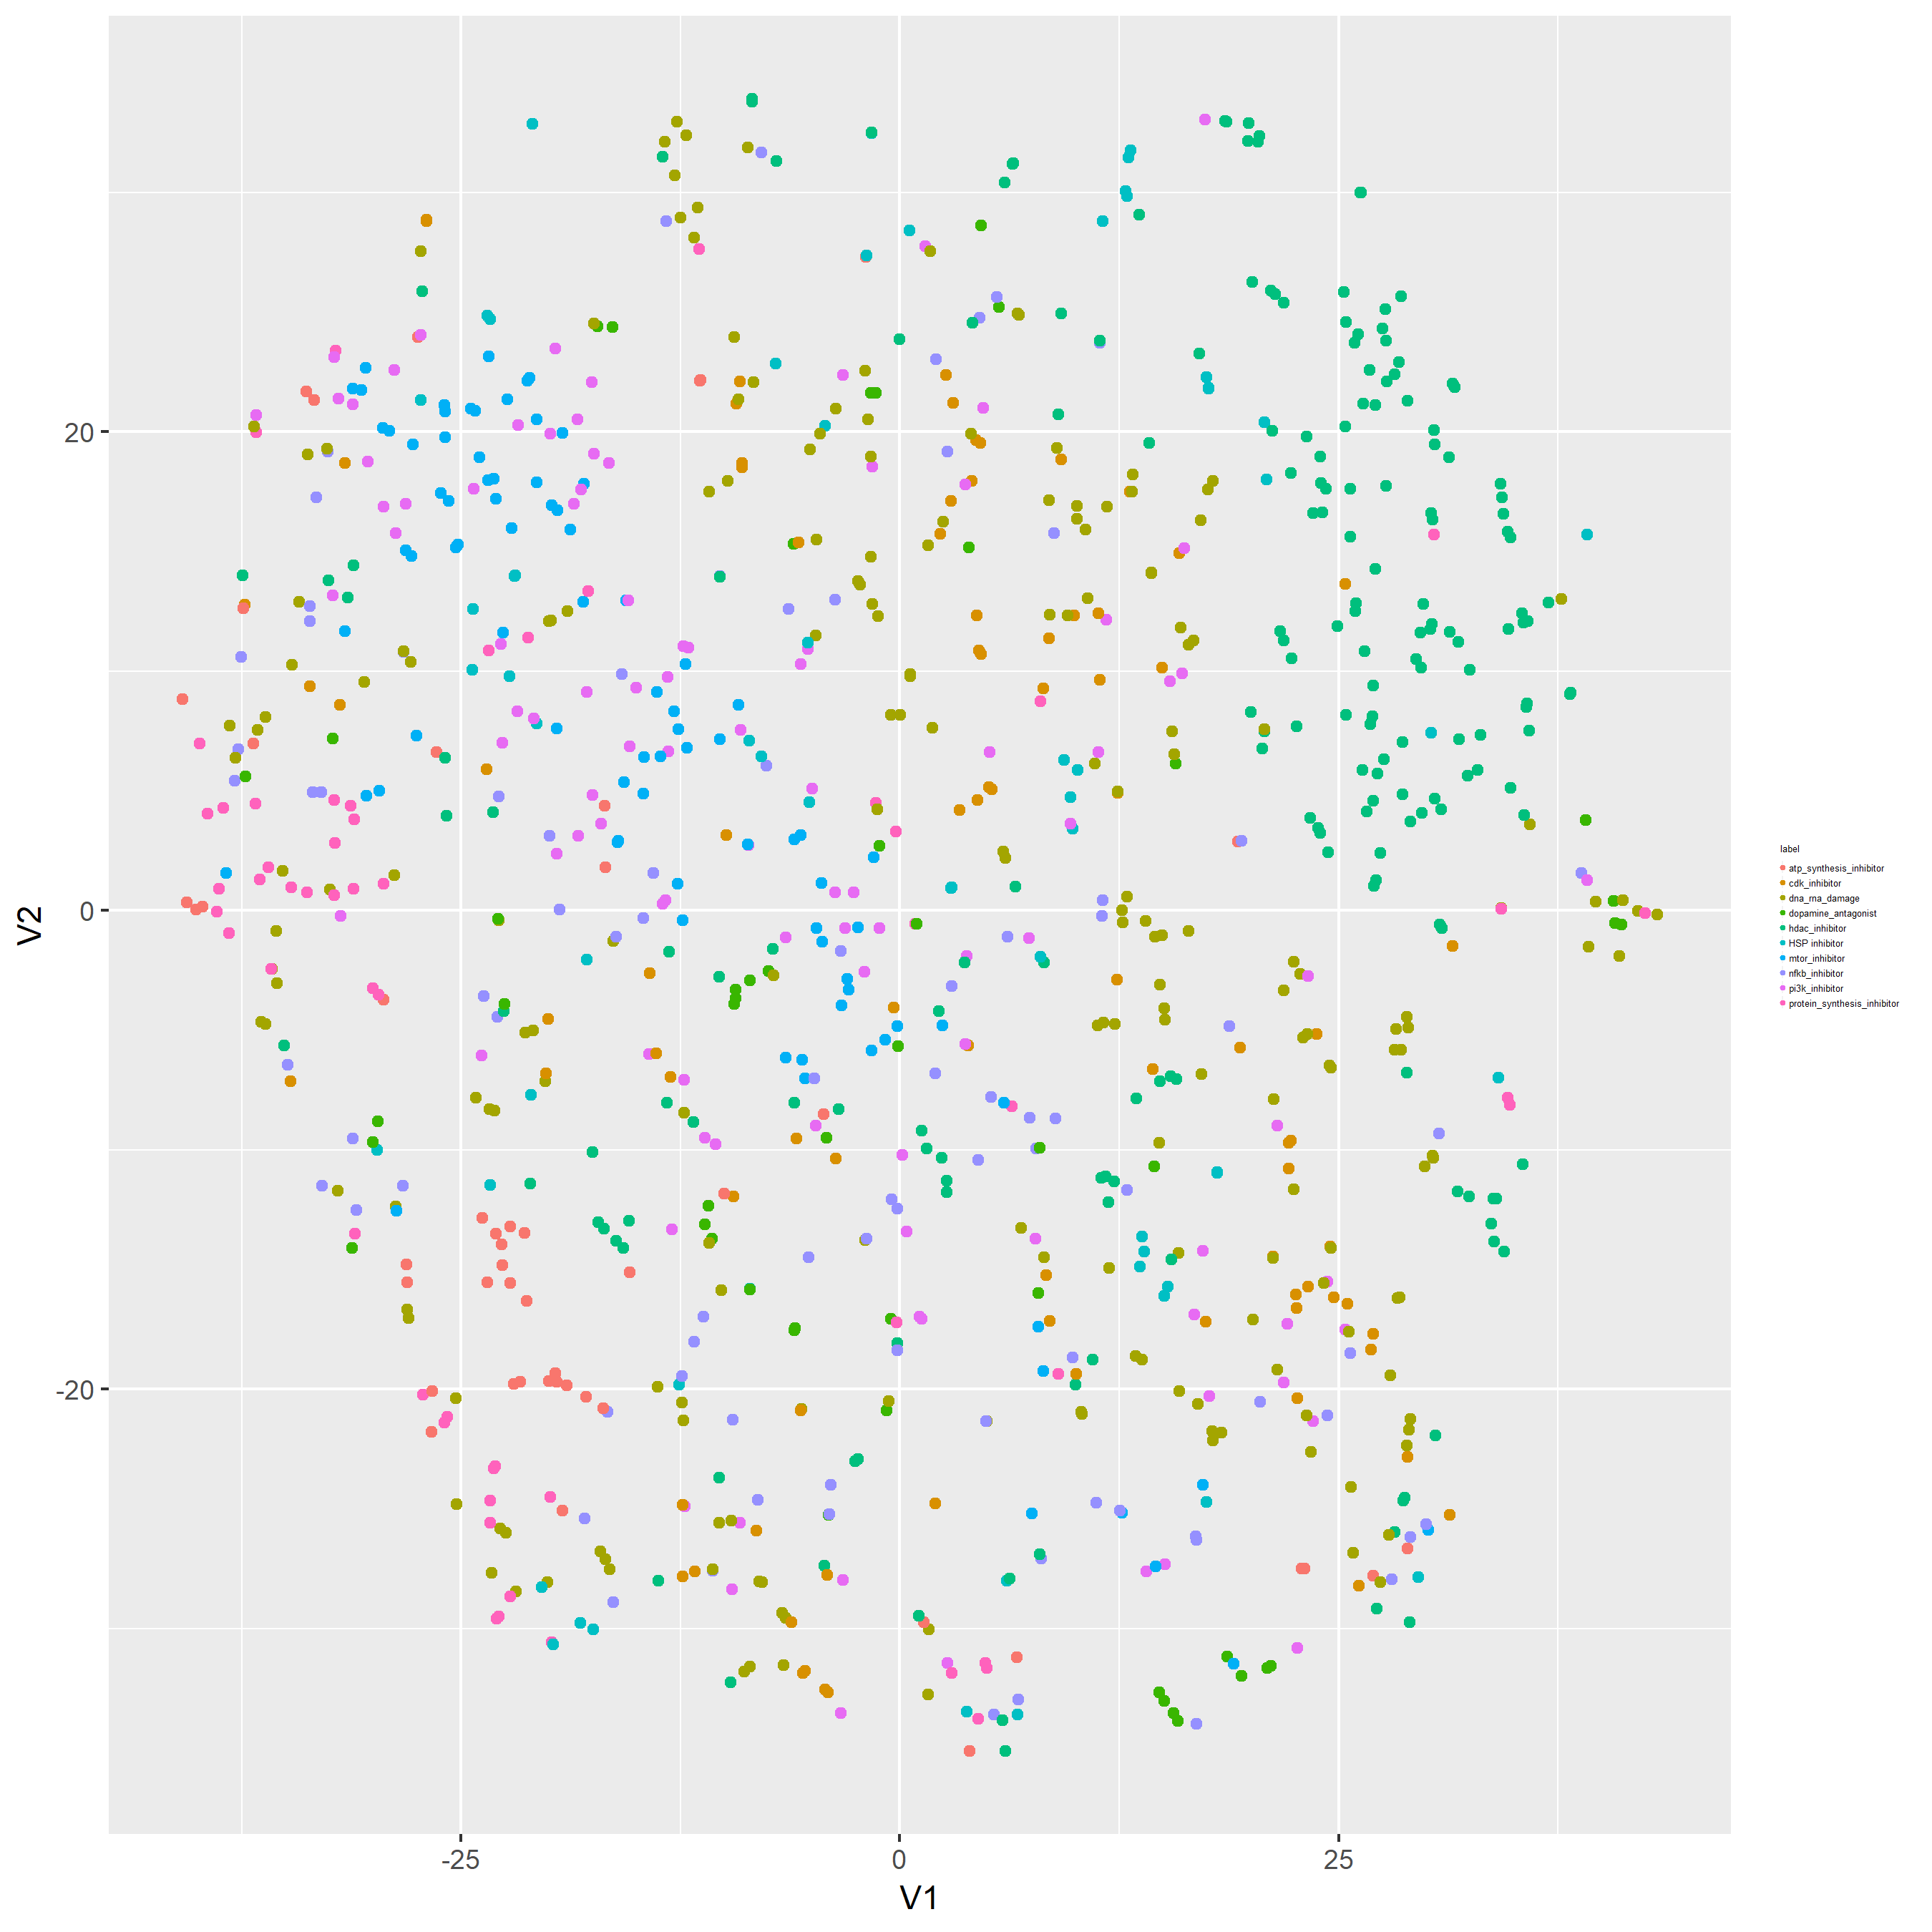 20
0
-20
V2
-25
0
25
V1
label
atp_synthesis_inhibitor
cdk_inhibitor
dna_rna_damage
dopamine_antagonist
hdac_inhibitor
HSP inhibitor
mtor_inhibitor
nfkb_inhibitor
pi3k_inhibitor
protein_synthesis_inhibitor